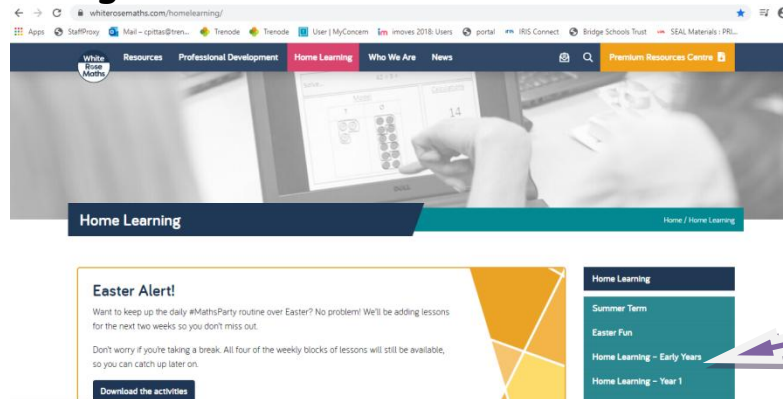 whiterosemaths.com/homelearning/
Apps StaffProxy Mail – cpittas@tren... Trenode Trenode User | MyConcern imoves 2018: Users portal IRIS Connect Bridge Schools Trust SEAL Materials : PRI...
White Rose Maths
Resources Professional Development Home Learning Who We Are News Premium Resources Centre
14
DELL
Home Learning
Home / Home Learning
Easter Alert!
Want to keep up the daily #MathsParty routine over Easter? No problem! We'll be adding lessons
for the next two weeks so you don't miss out.
Don't worry if you're taking a break. All four of the weekly blocks of lessons will still be available,
so you can catch up later on.
Download the activities
Home Learning
Summer Term
Easter Fun
Home Learning – Early Years
Home Learning – Year 1